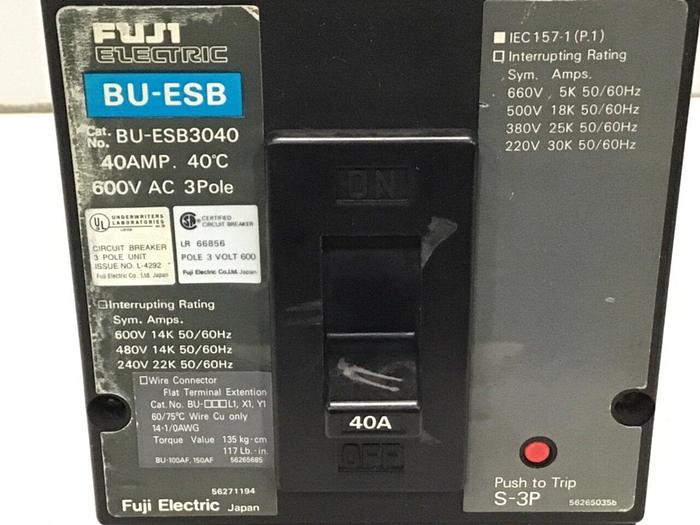 FUJI
ELECTRIC
BU-ESB
Cat. No. BU-ESB3040
40AMP. 40℃
600V AC 3Pole
UL UNDERWRITERS
LABORATORIES
CIRCUIT BREAKER
3 POLE UNIT
ISSUE NO. L-4292
Fuji Electric Co., Ltd. Japan
CERTIFIED
CIRCUIT BREAKER
LR 66856
POLE 3 VOLT 600
Fuji Electric Co., Ltd. Japan
□Interrupting Rating
Sym. Amps.
600V 14K 50/60Hz
480V 14K 50/60Hz
240V 22K 50/60Hz
□Wire Connector
Flat Terminal Extention
Cat. No. BU-□□□L1, X1, Y1
60/75℃ Wire Cu only
14-1/0AWG
Torque Value 135 kg-cm
117 Lb.-in.
BU-100AF, 150AF 56265685
56271194
Fuji Electric Japan
ON
40A
OFF
■ IEC 157-1 (P.1)
□ Interrupting Rating
Sym. Amps.
660V , 5K 50/60Hz
500V 18K 50/60Hz
380V 25K 50/60Hz
220V 30K 50/60Hz
Push to Trip
S-3P
56265035b